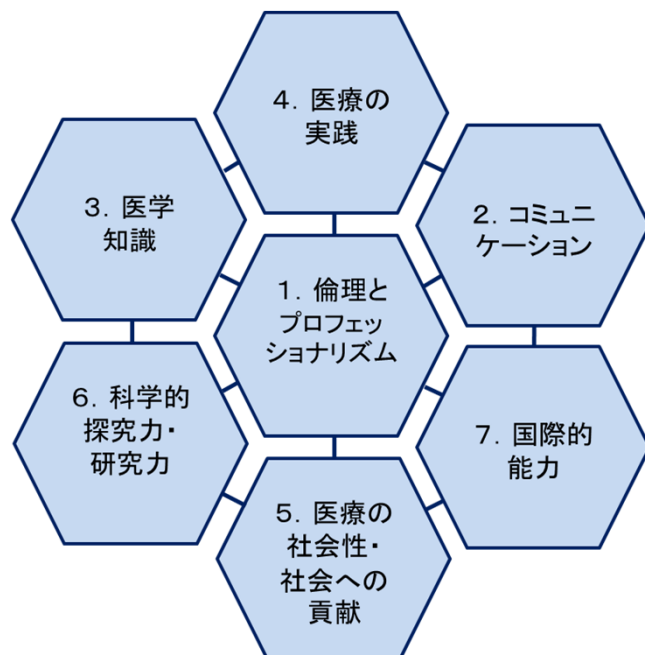 4．医療の
実践
3．医学
知識
2．コミュニ
ケーション
1．倫理と
プロフェッ
ショナリズム
6．科学的
探究力・
研究力
7．国際的
能力
5．医療の
社会性・
社会への
貢献